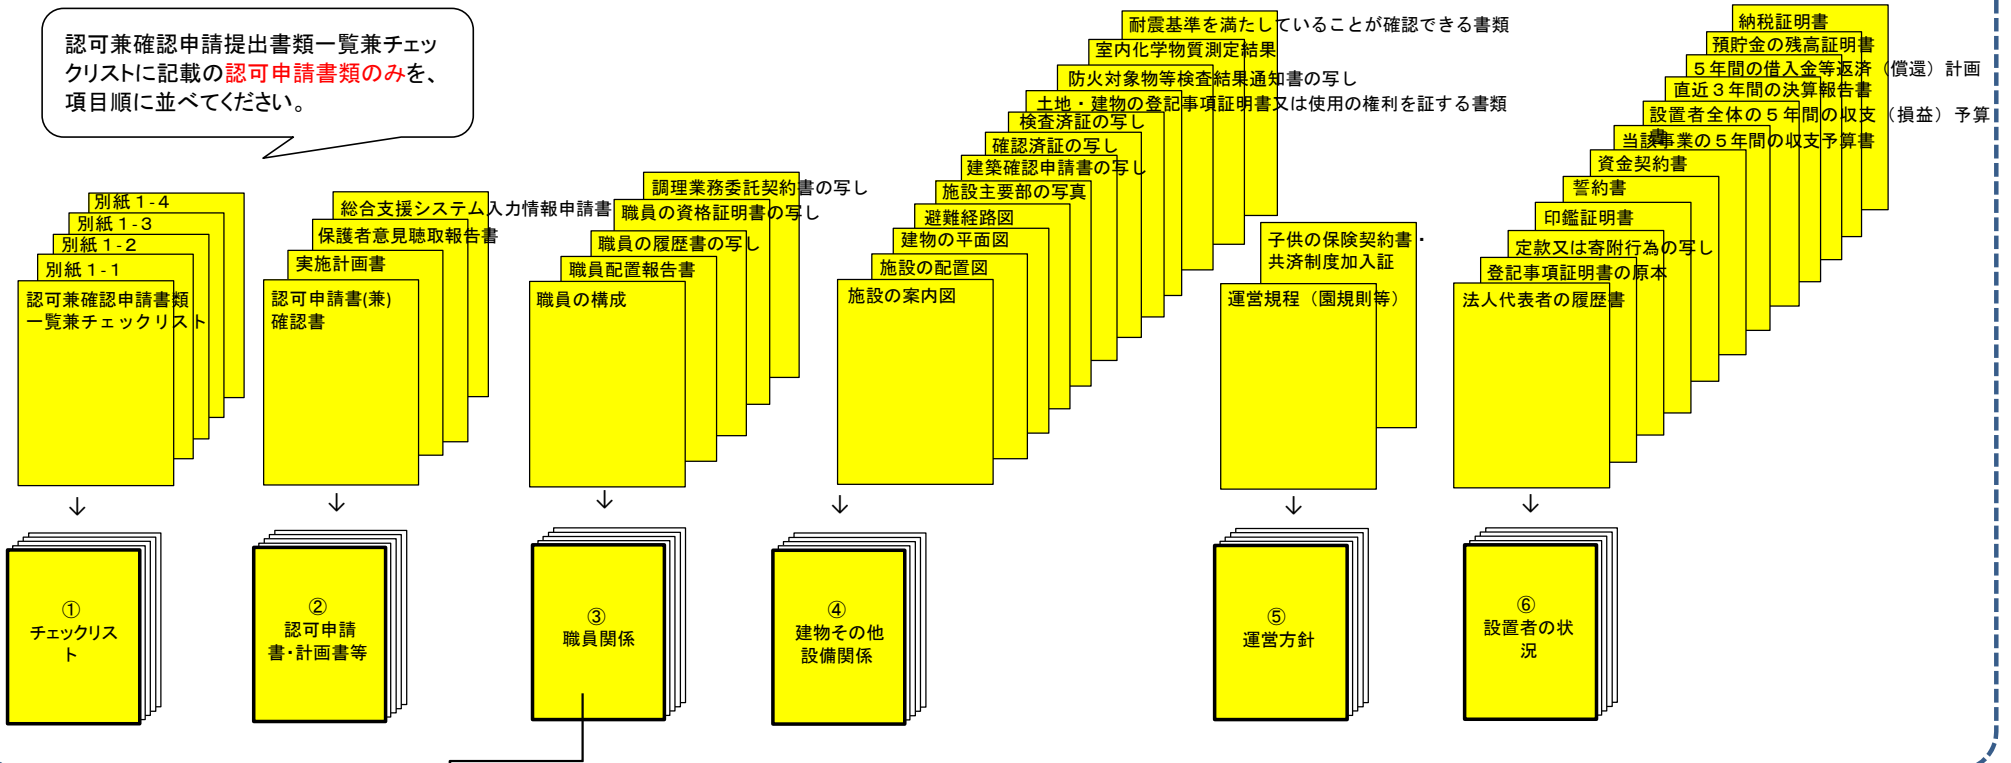 認可兼確認申請提出書類一覧兼チェッ
クリストに記載の認可申請書類のみを、
項目順に並べてください。
別紙1-4
別紙1-3
別紙1-2
別紙1-1
認可兼確認申請書類
一覧兼チェックリスト
総合支援システム入力情報申請書
保護者意見聴取報告書
実施計画書
認可申請書(兼)
確認書
調理業務委託契約書の写し
職員の資格証明書の写し
職員の履歴書の写し
職員配置報告書
職員の構成
耐震基準を満たしていることが確認できる書類
室内化学物質測定結果
防火対象物等検査結果通知書の写し
土地・建物の登記事項証明書又は使用の権利を証する書類
検査済証の写し
確認済証の写し
建築確認申請書の写し
施設主要部の写真
避難経路図
建物の平面図
施設の配置図
施設の案内図
子供の保険契約書・
共済制度加入証
運営規程（園規則等）
納税証明書
預貯金の残高証明書
５年間の借入金等返済（償還）計画
直近３年間の決算報告書
設置者全体の５年間の収支（損益）予算
書
当該事業の５年間の収支予算書
資金契約書
誓約書
印鑑証明書
定款又は寄附行為の写し
登記事項証明書の原本
法人代表者の履歴書
↓
↓
↓
↓
↓
↓
①
チェックリス
ト
②
認可申請
書・計画書等
③
職員関係
④
建物その他
設備関係
⑤
運営方針
⑥
設置者の状
況